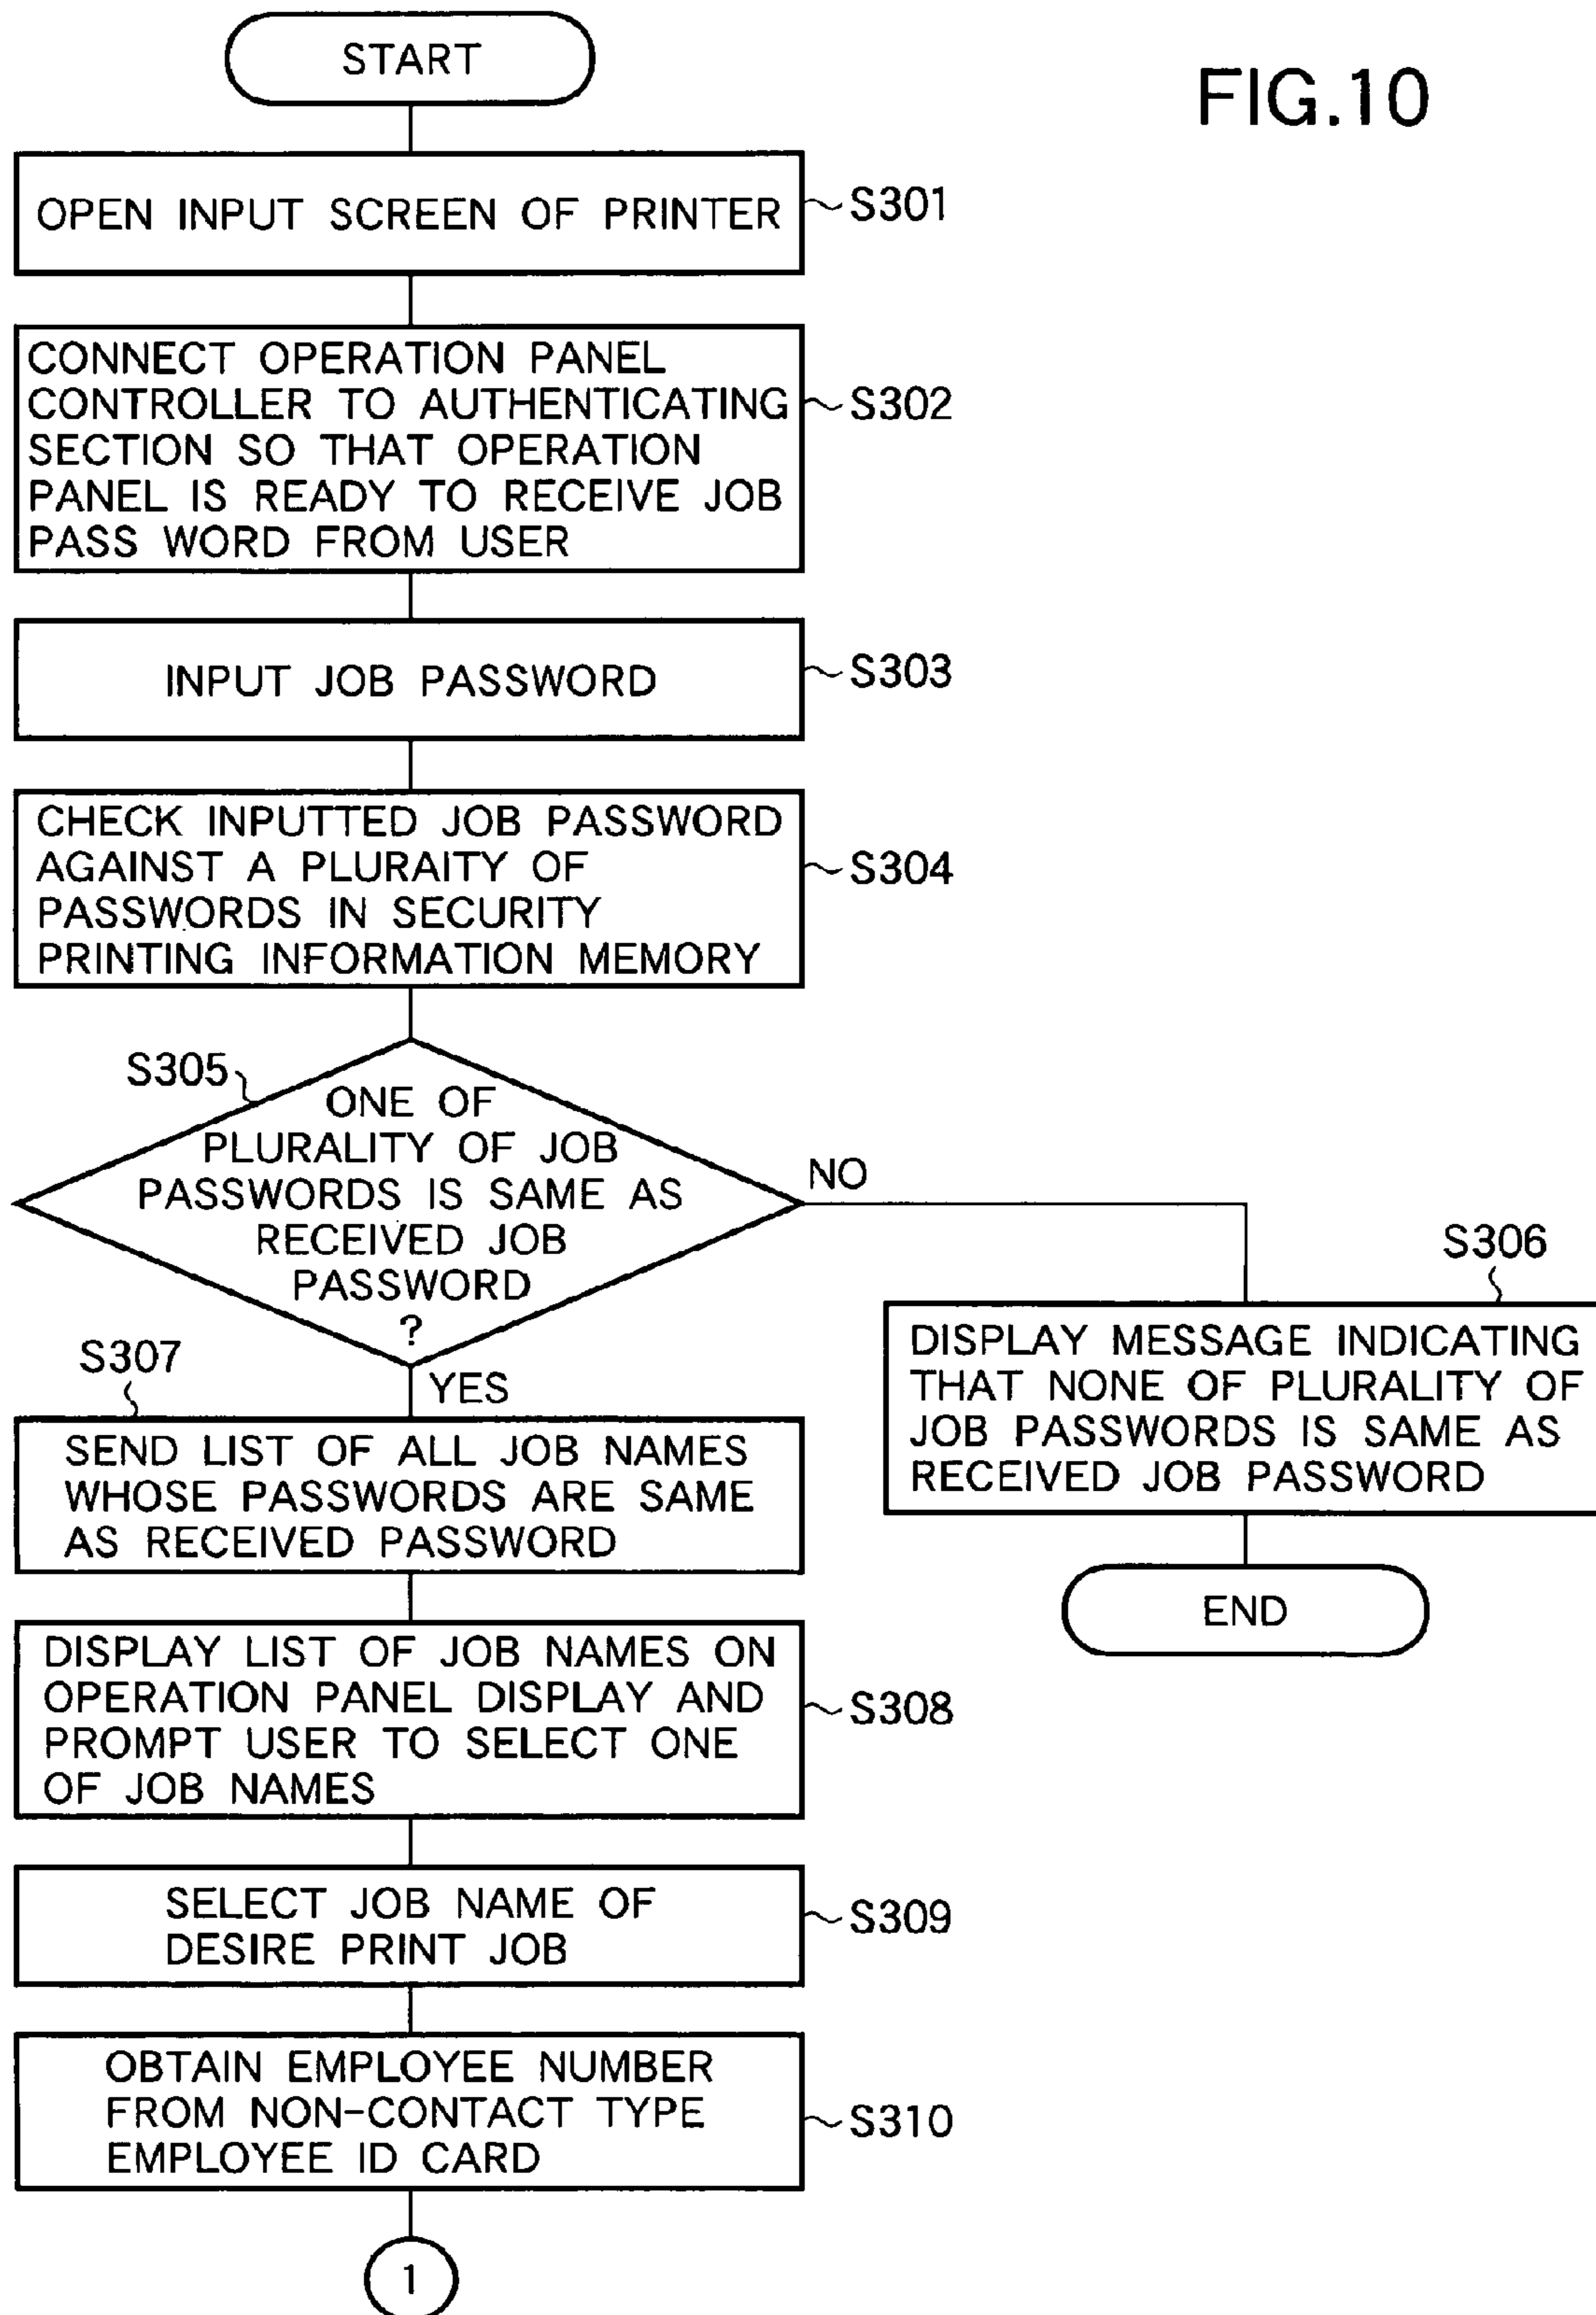 FIG.10
START
OPEN INPUT SCREEN OF PRINTER
S301
CONNECT OPERATION PANEL
CONTROLLER TO AUTHENTICATING
SECTION SO THAT OPERATION
PANEL IS READY TO RECEIVE JOB
PASS WORD FROM USER
S302
INPUT JOB PASSWORD
S303
CHECK INPUTTED JOB PASSWORD
AGAINST A PLURAITY OF
PASSWORDS IN SECURITY
PRINTING INFORMATION MEMORY
S304
S305
ONE OF
PLURALITY OF JOB
PASSWORDS IS SAME AS
RECEIVED JOB
PASSWORD
?
NO
S306
DISPLAY MESSAGE INDICATING
THAT NONE OF PLURALITY OF
JOB PASSWORDS IS SAME AS
RECEIVED JOB PASSWORD
END
YES
S307
SEND LIST OF ALL JOB NAMES
WHOSE PASSWORDS ARE SAME
AS RECEIVED PASSWORD
DISPLAY LIST OF JOB NAMES ON
OPERATION PANEL DISPLAY AND
PROMPT USER TO SELECT ONE
OF JOB NAMES
S308
SELECT JOB NAME OF
DESIRE PRINT JOB
S309
OBTAIN EMPLOYEE NUMBER
FROM NON-CONTACT TYPE
EMPLOYEE ID CARD
S310
1